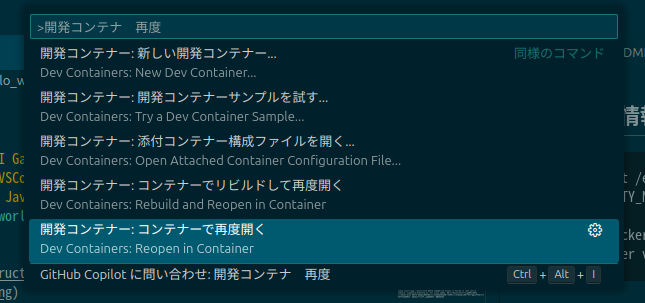 >開発コンテナ　再度
開発コンテナー: 新しい開発コンテナー...
同様のコマンド
Dev Containers: New Dev Container...
開発コンテナー: 開発コンテナーサンプルを試す...
Dev Containers: Try a Dev Container Sample...
開発コンテナー: 添付コンテナー構成ファイルを開く...
Dev Containers: Open Attached Container Configuration File...
開発コンテナー: コンテナーでリビルドして再度開く
Dev Containers: Rebuild and Reopen in Container
開発コンテナー: コンテナーで再度開く
Dev Containers: Reopen in Container
GitHub Copilot に問い合わせ: 開発コンテナ　再度
Ctrl + Alt + I